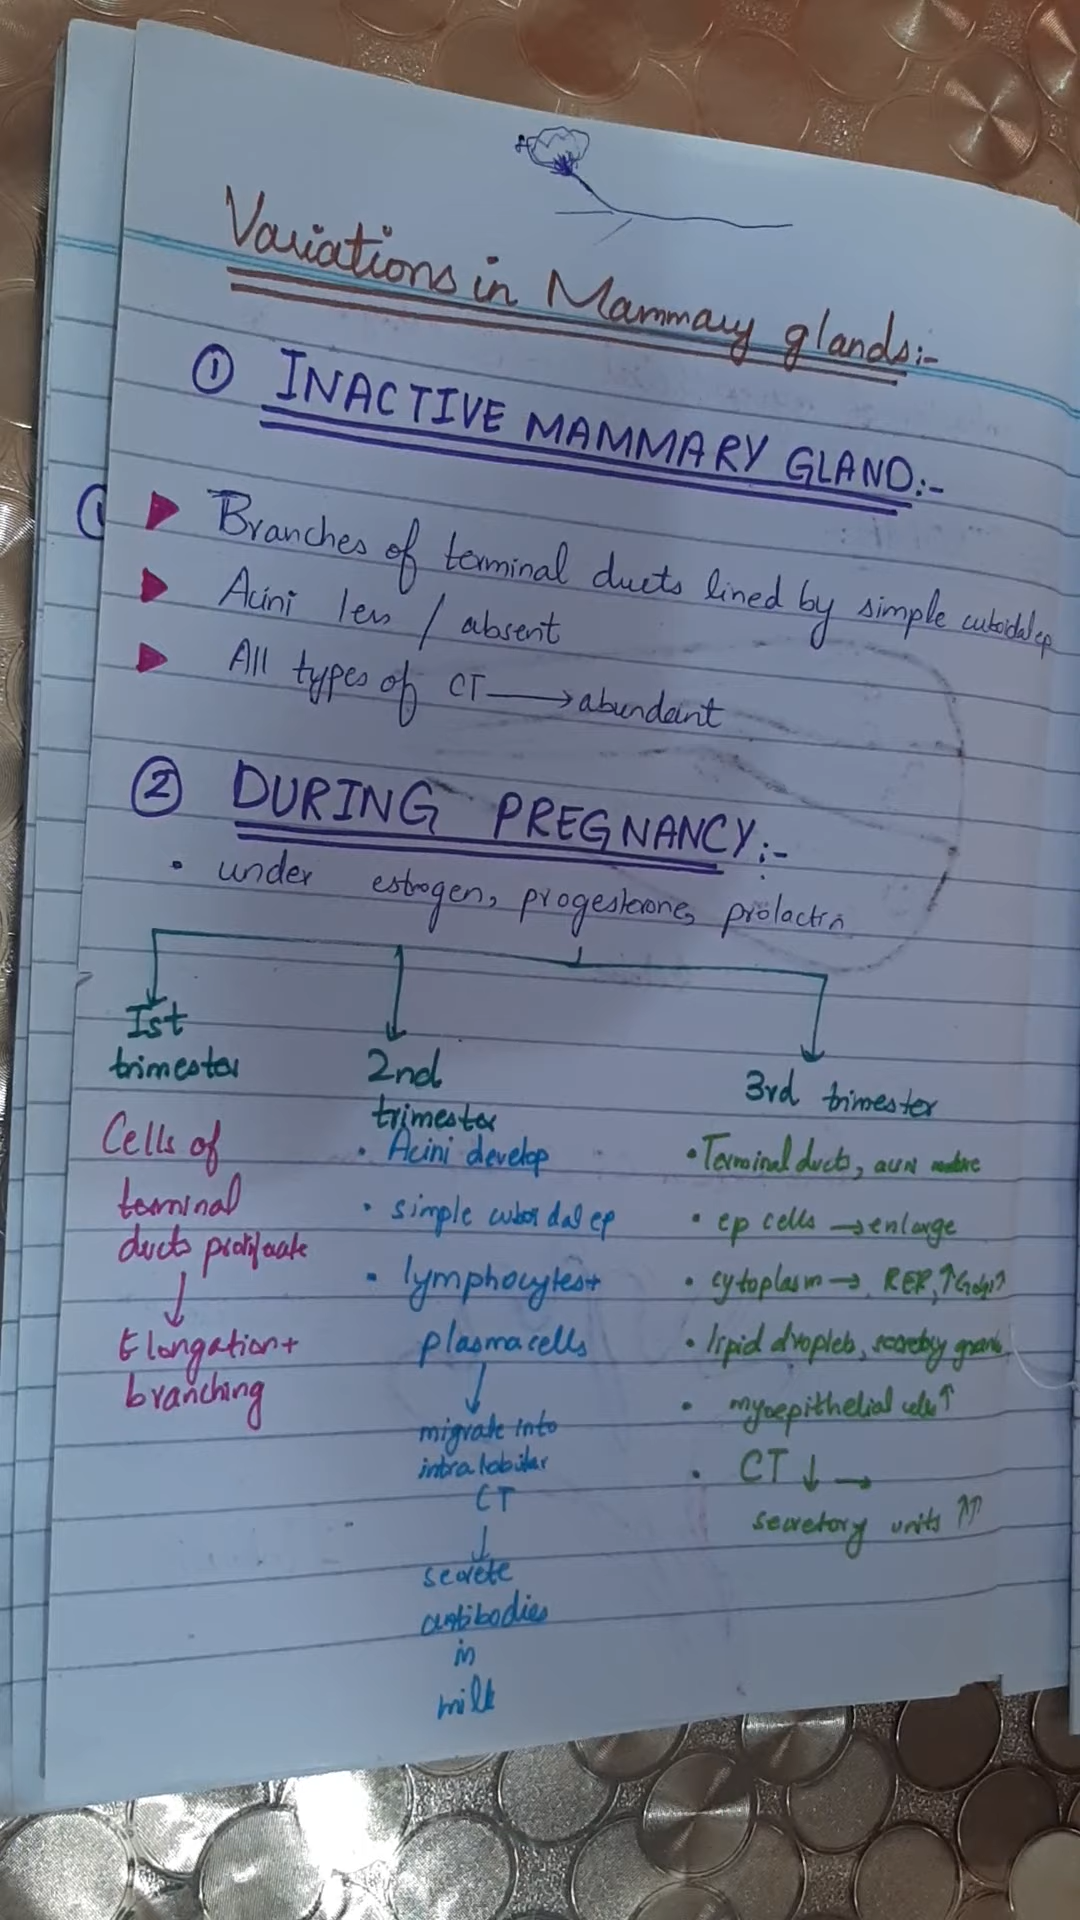 Variations in Mammary glands:-
① INACTIVE MAMMARY GLAND:-
Branches of terminal ducts lined by simple cuboidal ep
Acini less / absent
All types of CT → abundant
② DURING PREGNANCY:-
• under estrogen, progesterone, prolactin
Ist
trimester
Cells of
terminal
ducts proliferate
↓
Elongation+
branching
2nd
trimester
• Acini develop
• simple cuboidal ep
• lymphocytes+
plasma cells
↓
migrate into
intralobular
CT
↓
secrete
antibodies
in
milk
3rd trimester
• Terminal ducts, acini
• ep cells → enlarge
• cytoplasm → RER,↑Golgi↑
• lipid droplets, secretory
• myoepithelial cells↑
• CT ↓ →
secretory units ↑↑